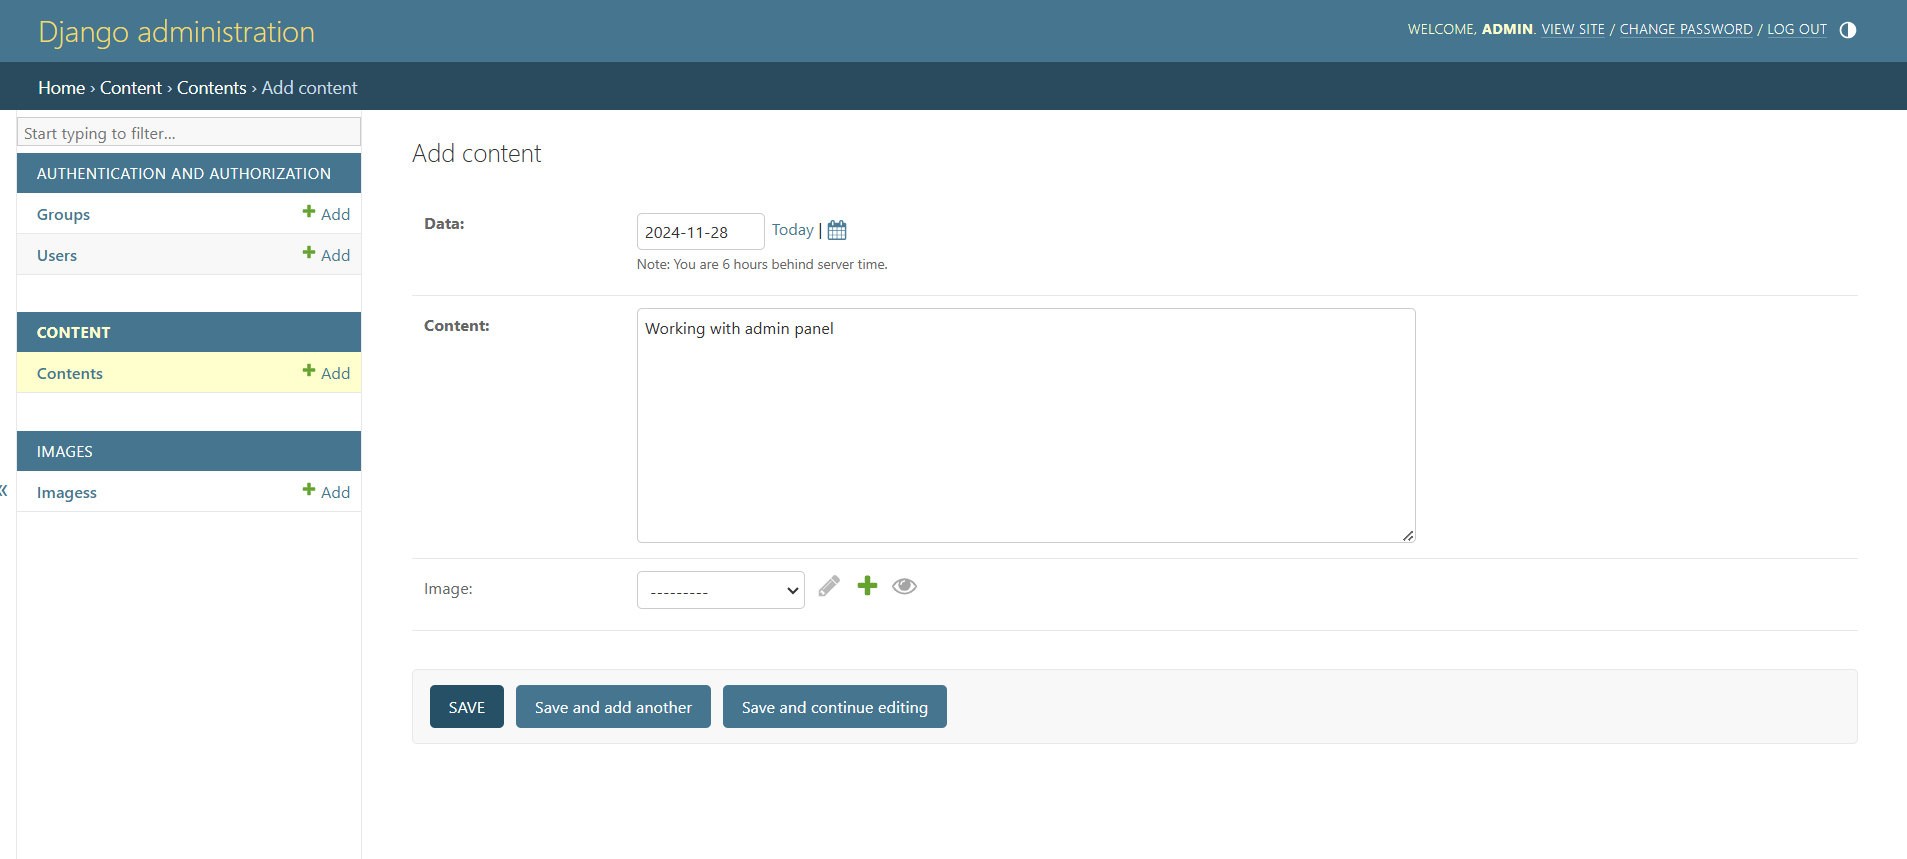 Django administration
WELCOME, ADMIN. VIEW SITE / CHANGE PASSWORD / LOG OUT
Home › Content › Contents › Add content
Start typing to filter...
AUTHENTICATION AND AUTHORIZATION
Groups Add
Users Add
CONTENT
Contents Add
IMAGES
Imagess Add
«
Add content
Data:
2024-11-28 Today |
Note: You are 6 hours behind server time.
Content:
Working with admin panel
Image:
---------
SAVE Save and add another Save and continue editing